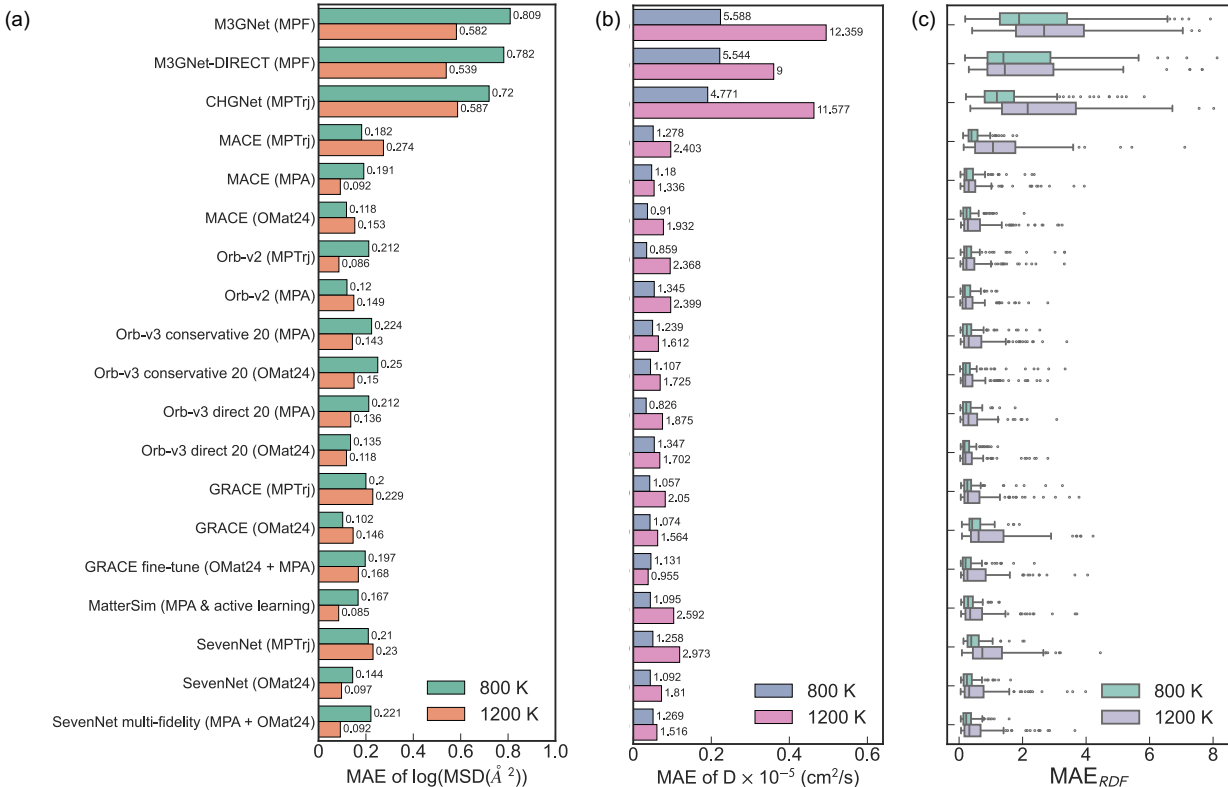 (a)
M3GNet (MPF)
0.809
0.582
M3GNet-DIRECT (MPF)
0.782
0.539
CHGNet (MPTrj)
0.72
0.587
MACE (MPTrj)
0.182
0.274
MACE (MPA)
0.191
0.092
MACE (OMat24)
0.118
0.153
Orb-v2 (MPTrj)
0.212
0.086
Orb-v2 (MPA)
0.12
0.149
Orb-v3 conservative 20 (MPA)
0.224
0.143
Orb-v3 conservative 20 (OMat24)
0.25
0.15
Orb-v3 direct 20 (MPA)
0.212
0.136
Orb-v3 direct 20 (OMat24)
0.135
0.118
GRACE (MPTrj)
0.2
0.229
GRACE (OMat24)
0.102
0.146
GRACE fine-tune (OMat24 + MPA)
0.197
0.168
MatterSim (MPA & active learning)
0.167
0.085
SevenNet (MPTrj)
0.21
0.23
SevenNet (OMat24)
0.144
0.097
SevenNet multi-fidelity (MPA + OMat24)
0.221
0.092
800 K
1200 K
0 0.2 0.4 0.6 0.8 1.0
MAE of log(MSD(Å²))
(b)
5.588
12.359
5.544
9
4.771
11.577
1.278
2.403
1.18
1.336
0.91
1.932
0.859
2.368
1.345
2.399
1.239
1.612
1.107
1.725
0.826
1.875
1.347
1.702
1.057
2.05
1.074
1.564
1.131
0.955
1.095
2.592
1.258
2.973
1.092
1.81
1.269
1.516
800 K
1200 K
0 0.2 0.4 0.6
MAE of D × 10⁻⁵ (cm²/s)
(c)
800 K
1200 K
0 2 4 6 8
MAE_RDF